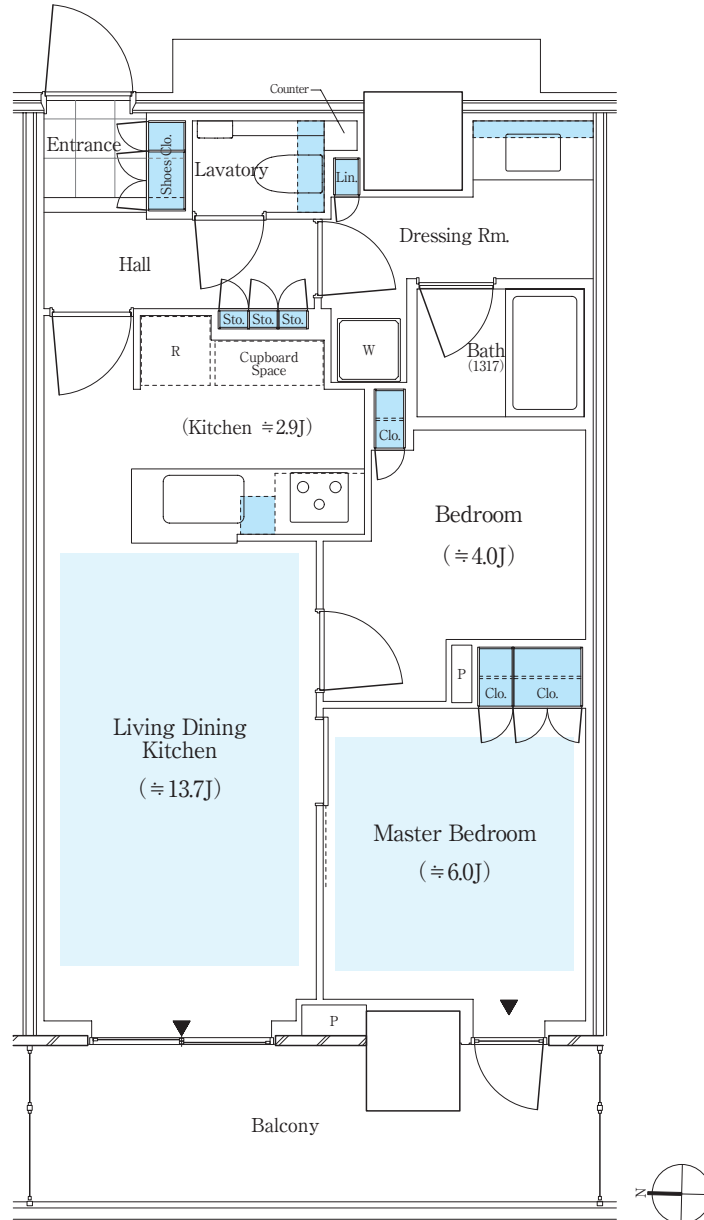 Counter
Entrance
Shoes Clo.
Lavatory
Lin.
Dressing Rm.
Hall
Sto.
Sto.
Sto.
R
Cupboard
Space
W
Bath
(1317)
(Kitchen ≒2.9J)
Clo.
Bedroom
(≒4.0J)
P
Clo.
Clo.
Living Dining
Kitchen
(≒13.7J)
Master Bedroom
(≒6.0J)
P
Balcony
N